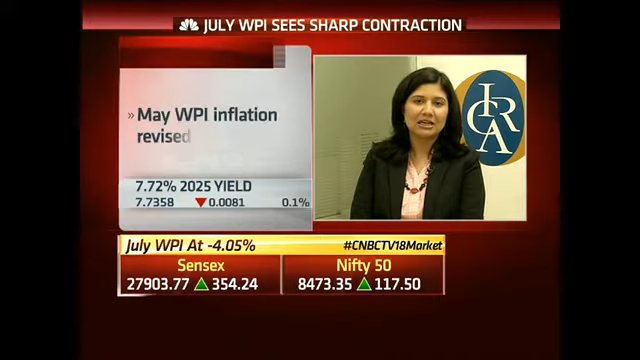 JULY WPI SEES SHARP CONTRACTION
» May WPI inflation
revised
ICRA
7.72% 2025 YIELD
7.7358 ▼ 0.0081 0.1%
July WPI At -4.05% #CNBCTV18Market
Sensex Nifty 50
27903.77 ▲ 354.24 8473.35 ▲ 117.50